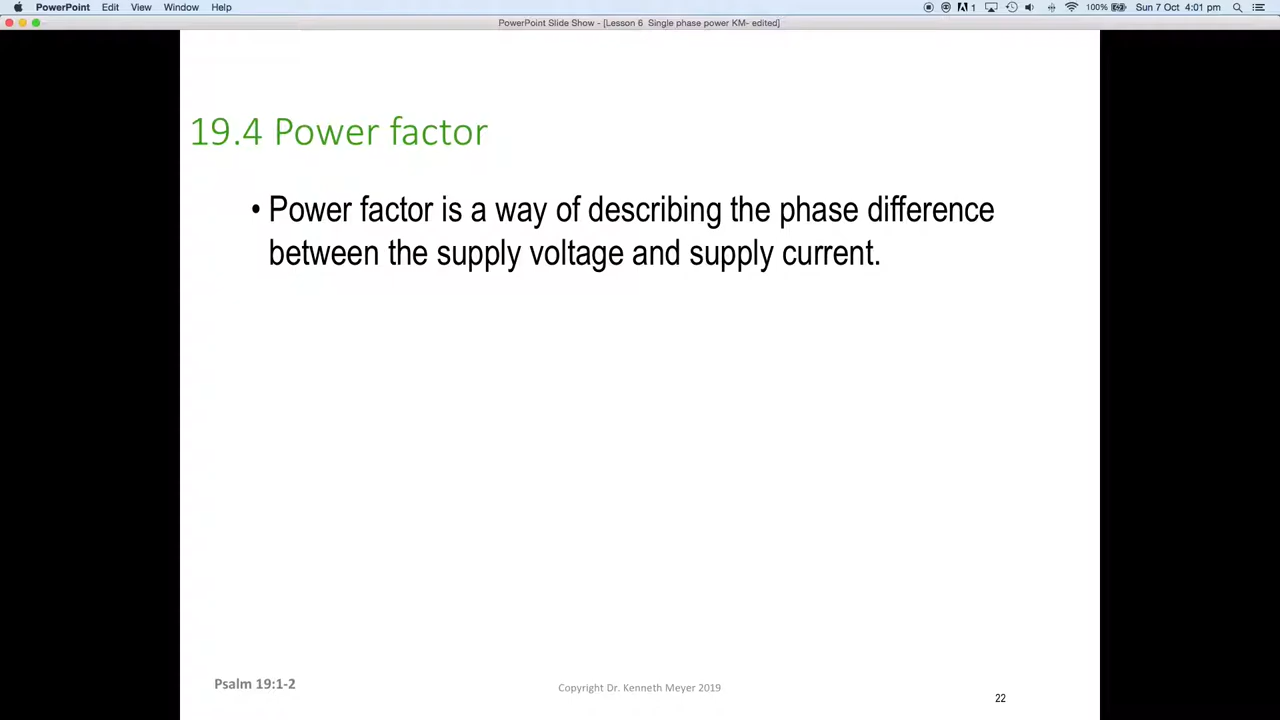 PowerPoint Edit View Window Help 1 100% Sun 7 Oct 4:01 pm
PowerPoint Slide Show - [Lesson 6 Single phase power KM- edited]
19.4 Power factor
• Power factor is a way of describing the phase difference
between the supply voltage and supply current.
Psalm 19:1-2
Copyright Dr. Kenneth Meyer 2019
22